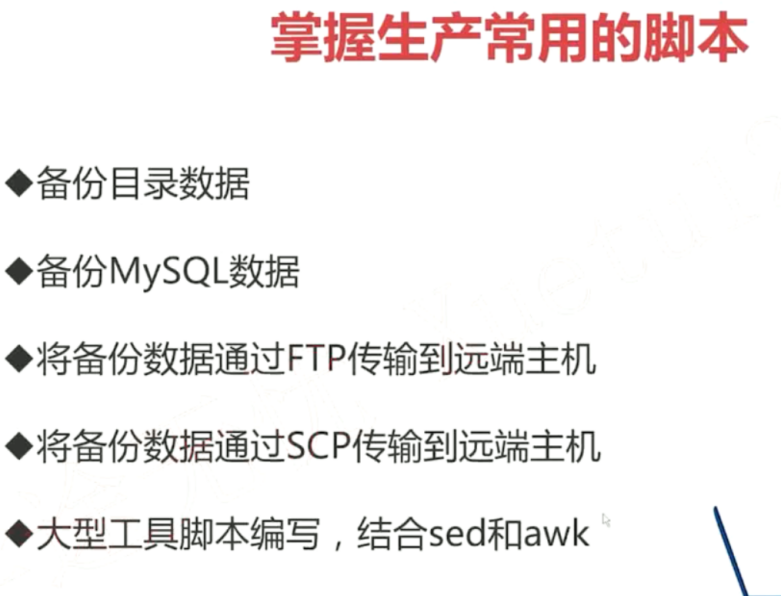 掌握生产常用的脚本
◆备份目录数据
◆备份MySQL数据
◆将备份数据通过FTP传输到远端主机
◆将备份数据通过SCP传输到远端主机
◆大型工具脚本编写，结合sed和awk